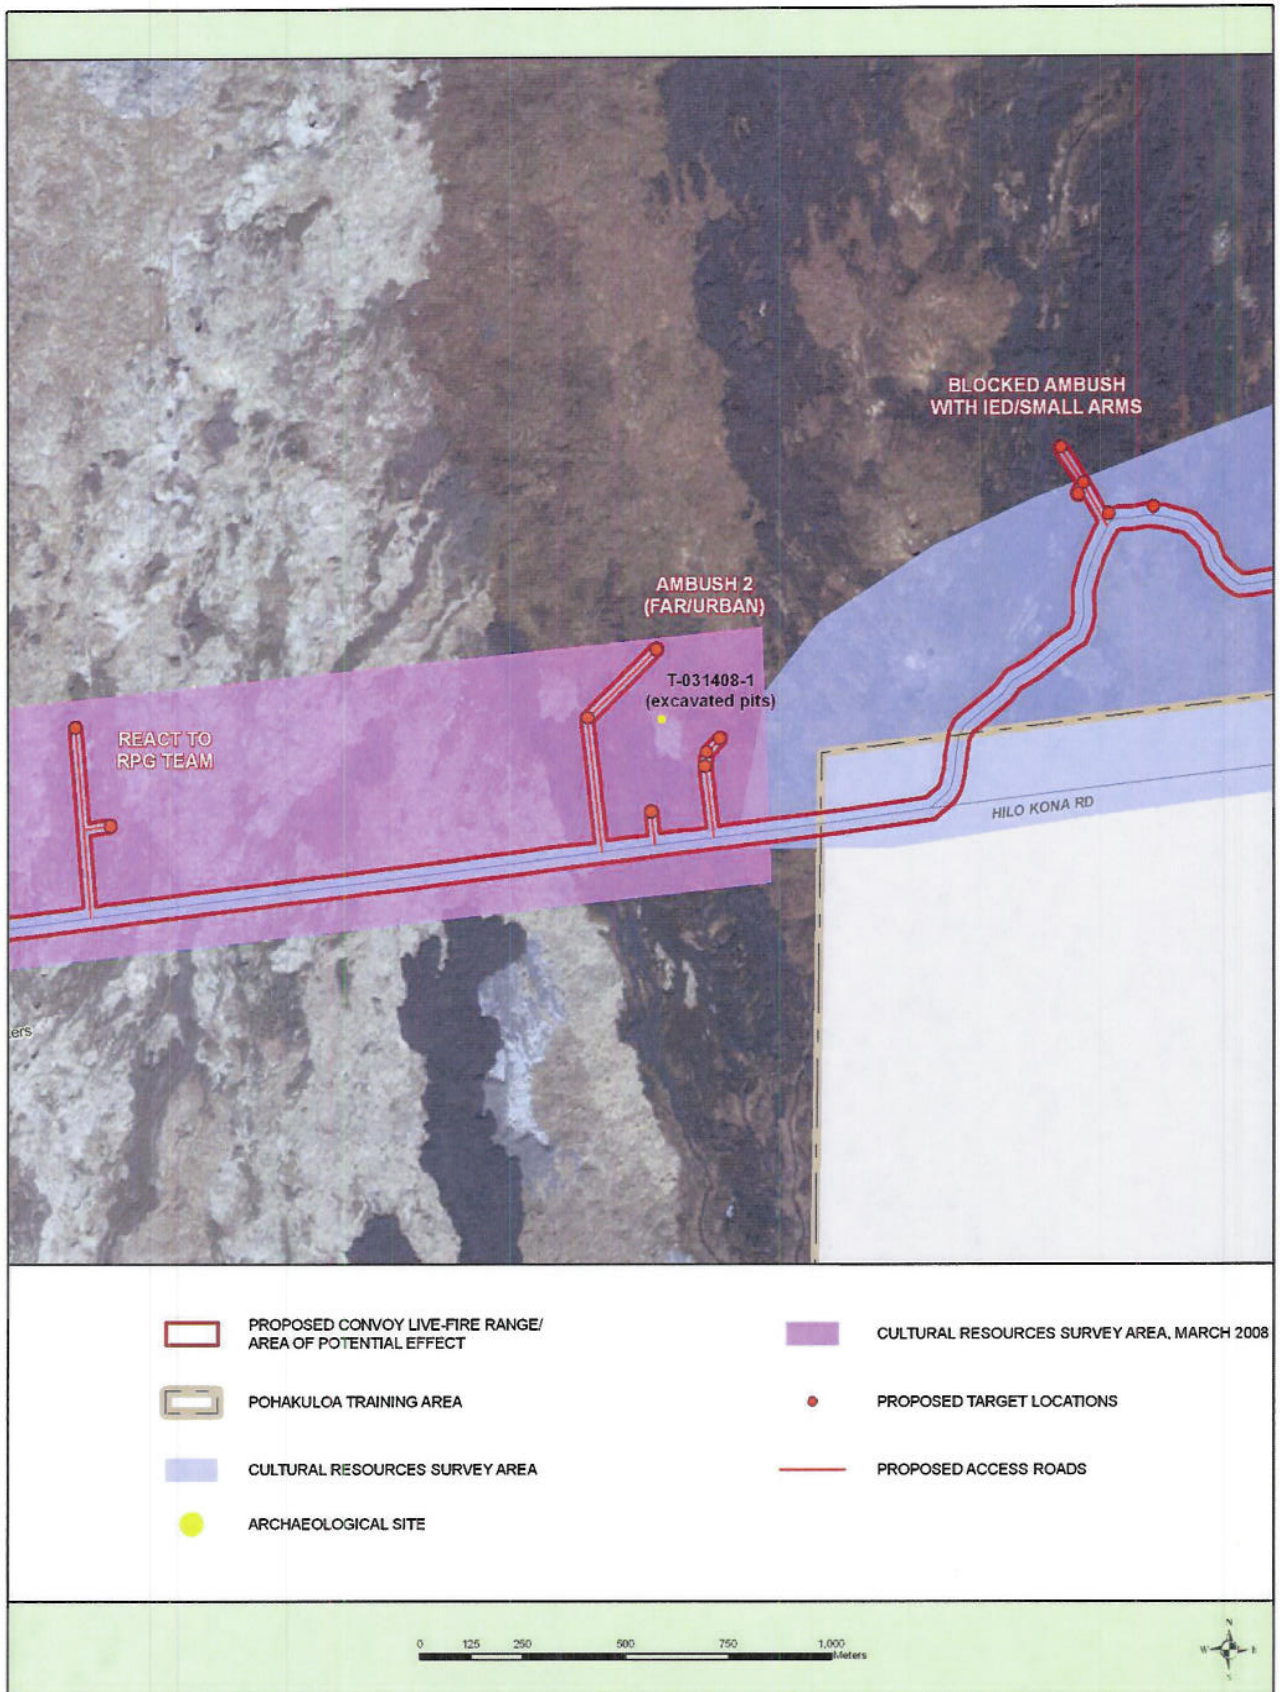 BLOCKED AMBUSH
WITH IED/SMALL ARMS
AMBUSH 2
(FAR/URBAN)
T-031408-1
(excavated pits)
REACT TO
RPG TEAM
HILO KONA RD
ers
PROPOSED CONVOY LIVE-FIRE RANGE/
AREA OF POTENTIAL EFFECT
POHAKULOA TRAINING AREA
CULTURAL RESOURCES SURVEY AREA
ARCHAEOLOGICAL SITE
CULTURAL RESOURCES SURVEY AREA, MARCH 2008
PROPOSED TARGET LOCATIONS
PROPOSED ACCESS ROADS
0 125 250 500 750 1,000
Meters
N
W E
S